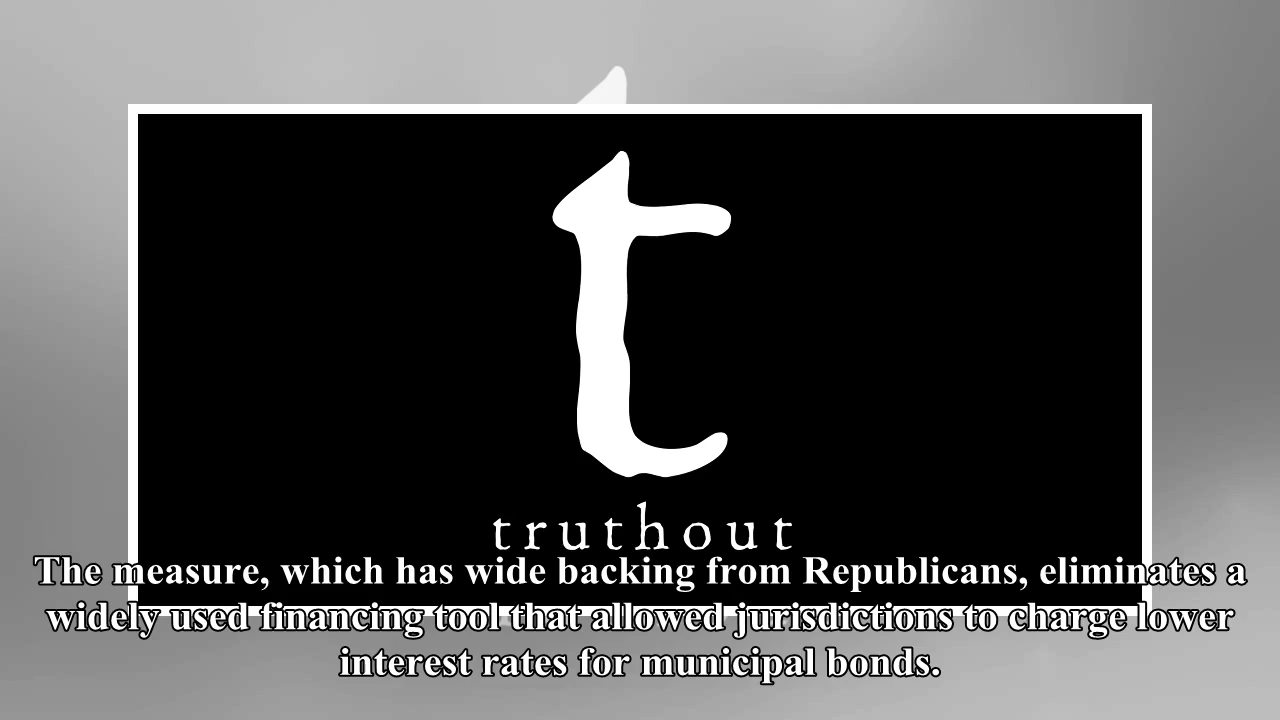 t
truthout
The measure, which has wide backing from Republicans, eliminates a
widely used financing tool that allowed jurisdictions to charge lower
interest rates for municipal bonds.